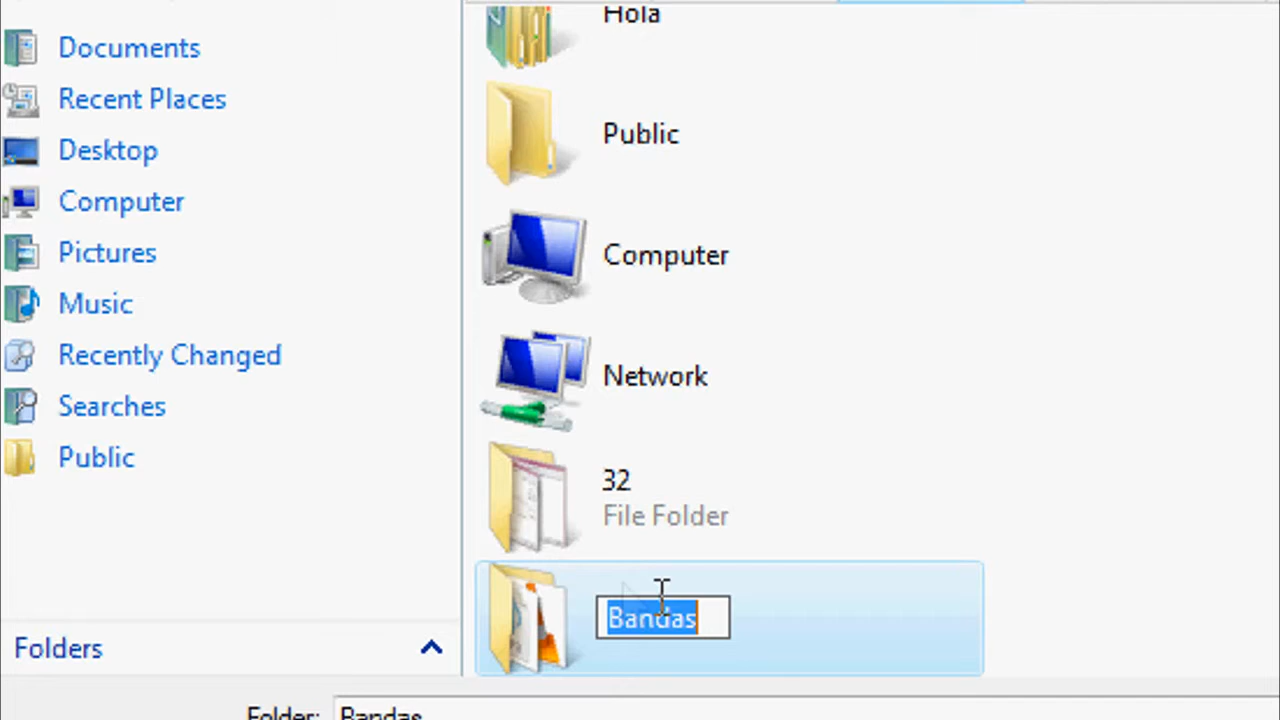 Documents
Recent Places
Desktop
Computer
Pictures
Music
Recently Changed
Searches
Public
Folders
Hola
Public
Computer
Network
32
File Folder
Bandas
Folder: Bandas